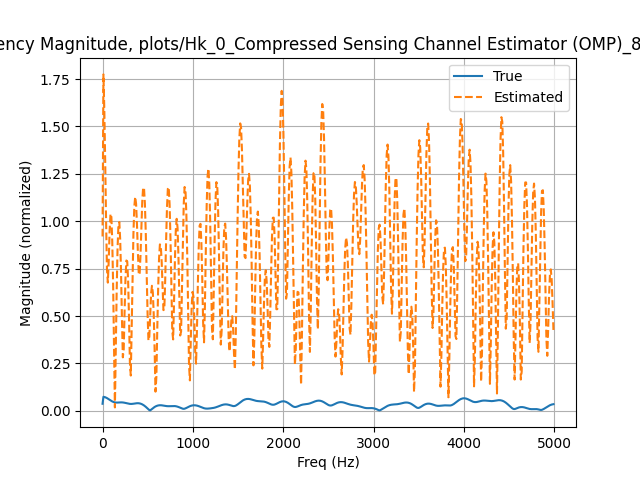 ency Magnitude, plots/Hk_0_Compressed Sensing Channel Estimator (OMP)_8
True
Estimated
Magnitude (normalized)
1.75
1.50
1.25
1.00
0.75
0.50
0.25
0.00
0 1000 2000 3000 4000 5000
Freq (Hz)